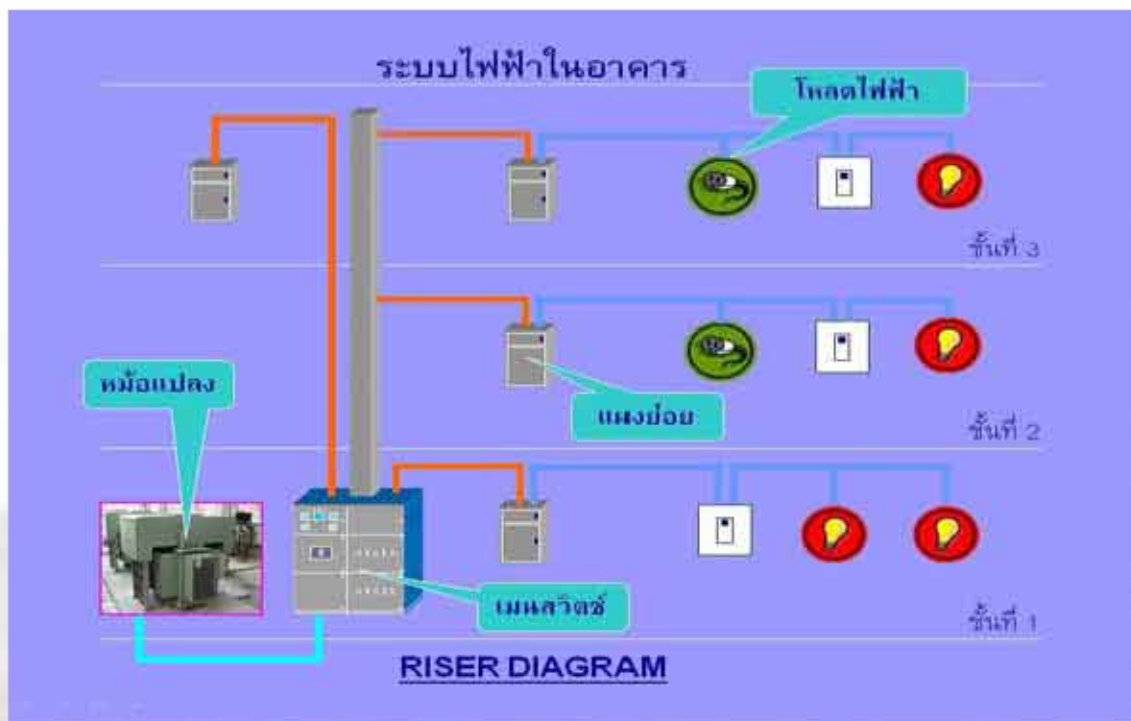 ระบบไฟฟ้าในอาคาร
โหลดไฟฟ้า
ชั้นที่ 3
หม้อแปลง
แผงย่อย
ชั้นที่ 2
เมนสวิตช์
ชั้นที่ 1
RISER DIAGRAM